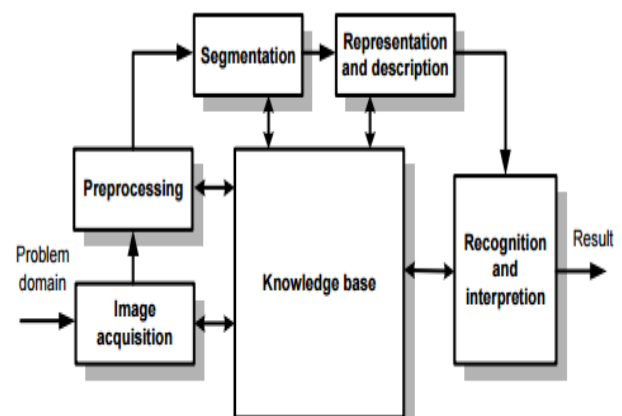 Segmentation
Representation
and description
Preprocessing
Problem
domain
Image
acquisition
Knowledge base
Recognition
and
interpretion
Result